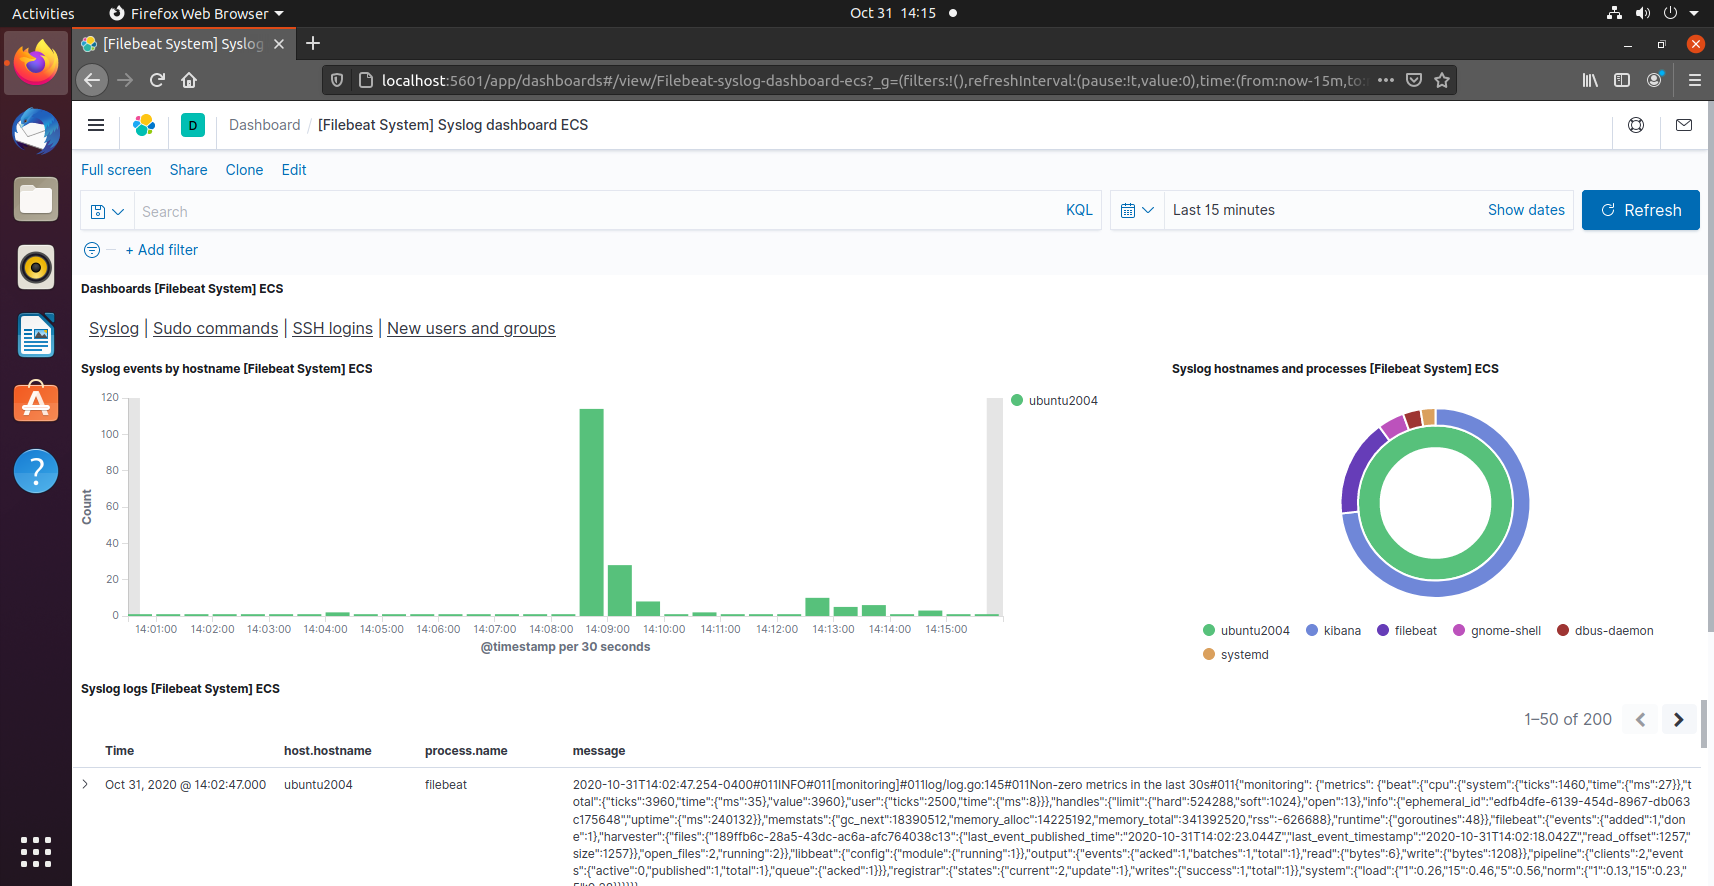 Activities Firefox Web Browser Oct 31 14:15
[Filebeat System] Syslog
localhost:5601/app/dashboards#/view/Filebeat-syslog-dashboard-ecs?_g=(filters:!(),refreshInterval:(pause:!t,value:0),time:(from:now-15m,to:
D Dashboard / [Filebeat System] Syslog dashboard ECS
Full screen Share Clone Edit
Search KQL Last 15 minutes Show dates Refresh
+ Add filter
Dashboards [Filebeat System] ECS
Syslog | Sudo commands | SSH logins | New users and groups
Syslog events by hostname [Filebeat System] ECS
120
100
80
60
40
20
0
Count
14:01:00 14:02:00 14:03:00 14:04:00 14:05:00 14:06:00 14:07:00 14:08:00 14:09:00 14:10:00 14:11:00 14:12:00 14:13:00 14:14:00 14:15:00
@timestamp per 30 seconds
ubuntu2004
Syslog hostnames and processes [Filebeat System] ECS
ubuntu2004 kibana filebeat gnome-shell dbus-daemon
systemd
Syslog logs [Filebeat System] ECS
1–50 of 200
Time host.hostname process.name message
Oct 31, 2020 @ 14:02:47.000 ubuntu2004 filebeat 2020-10-31T14:02:47.254-0400#011INFO#011[monitoring]#011log/log.go:145#011Non-zero metrics in the last 30s#011{"monitoring": {"metrics": {"beat":{"cpu":{"system":{"ticks":1460,"time":{"ms":27}},"t
otal":{"ticks":3960,"time":{"ms":35},"value":3960},"user":{"ticks":2500,"time":{"ms":8}}},"handles":{"limit":{"hard":524288,"soft":1024},"open":13},"info":{"ephemeral_id":"edfb4dfe-6139-454d-8967-db063
c175648","uptime":{"ms":240132}},"memstats":{"gc_next":18390512,"memory_alloc":14225192,"memory_total":341392520,"rss":-626688},"runtime":{"goroutines":48}},"filebeat":{"events":{"added":1,"don
e":1},"harvester":{"files":{"189ffb6c-28a5-43dc-ac6a-afc764038c13":{"last_event_published_time":"2020-10-31T14:02:23.044Z","last_event_timestamp":"2020-10-31T14:02:18.042Z","read_offset":1257,"
size":1257}},"open_files":2,"running":2}},"libbeat":{"config":{"module":{"running":1}},"output":{"events":{"acked":1,"batches":1,"total":1},"read":{"bytes":6},"write":{"bytes":1208}},"pipeline":{"clients":2,"event
s":{"active":0,"published":1,"total":1},"queue":{"acked":1}}},"registrar":{"states":{"current":2,"update":1},"writes":{"success":1,"total":1}},"system":{"load":{"1":0.26,"15":0.46,"5":0.56,"norm":{"1":0.13,"15":0.23,